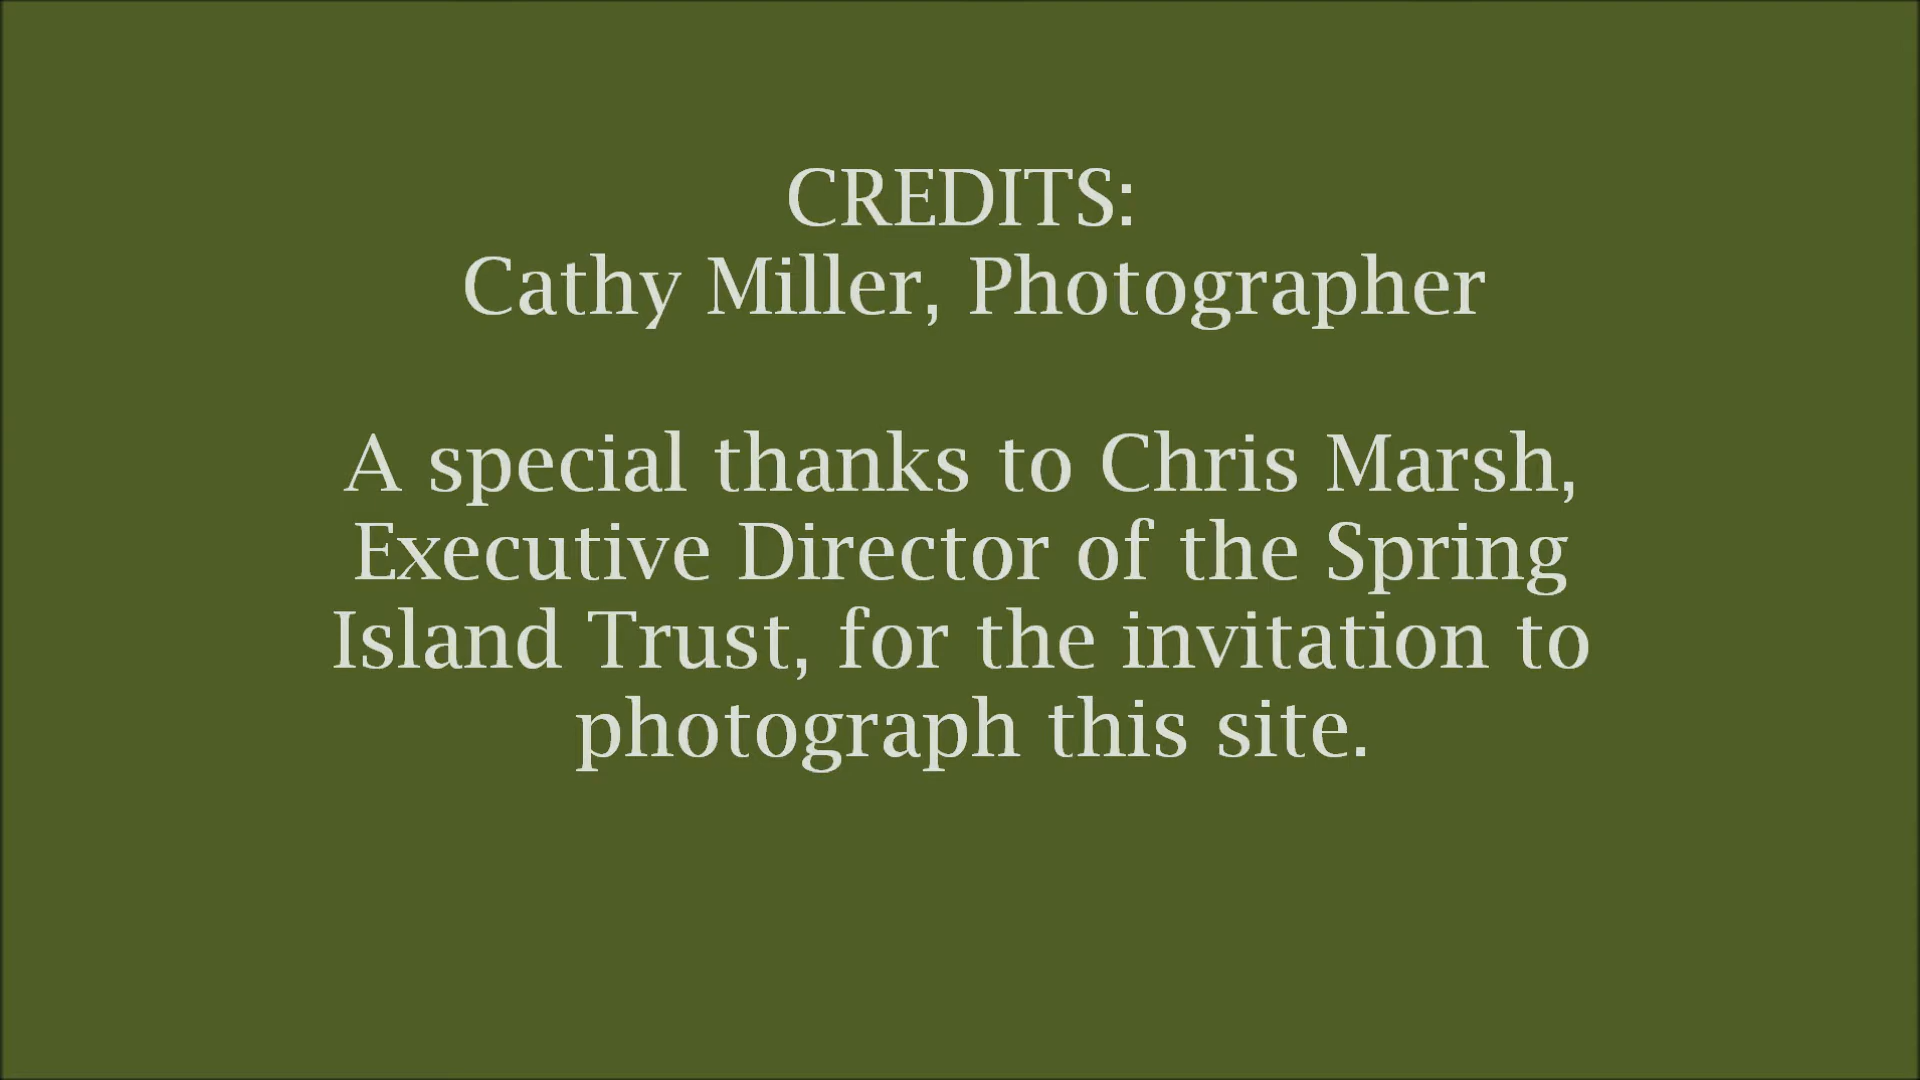 CREDITS:
Cathy Miller, Photographer
A special thanks to Chris Marsh,
Executive Director of the Spring
Island Trust, for the invitation to
photograph this site.